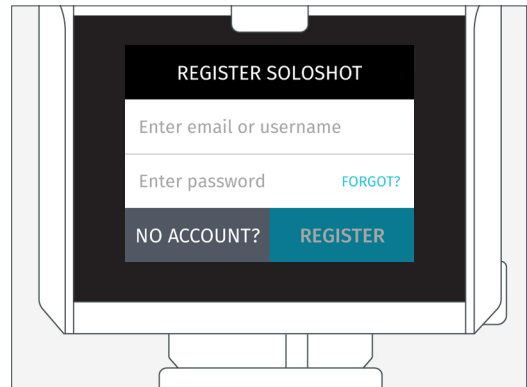 REGISTER SOLOSHOT
Enter email or username
Enter password FORGOT?
NO ACCOUNT? REGISTER